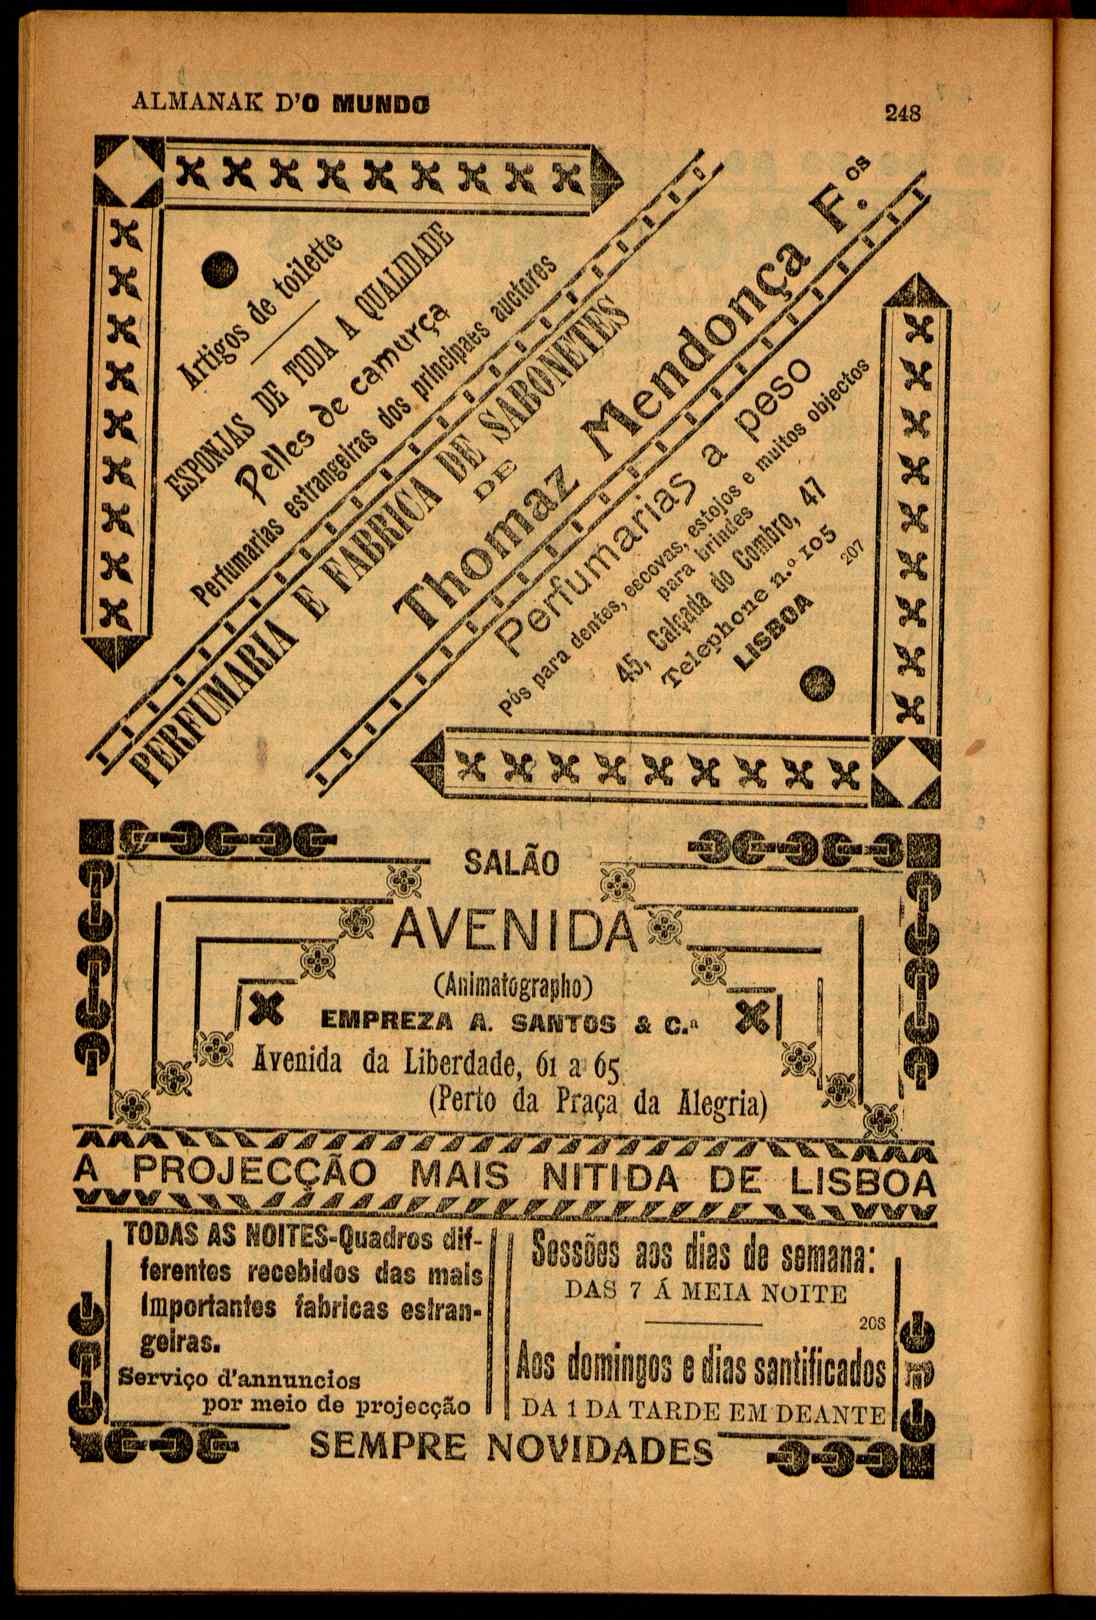 ALMANAK D'O MUNDO
248
Artigos de toilette
ESPONJAS DE TODA A QUALIDADE
Pelles de camurça
Perfumarias estrangeiras dos principaes auctores
PERFUMARIA E FABRICA DE SABONETES
DE
Thomaz Mendonça F.os
Perfumarias a peso
Pós para dentes, escovas, estojos e muitos objectos
para brindes
45, Calçada do Combro, 47
Telephone n.º 105
LISBOA
207
SALÃO
AVENIDA
(Animatographo)
EMPREZA A. SANTOS & C.ª
Avenida da Liberdade, 61 a 65
(Perto da Praça da Alegria)
A PROJECÇÃO MAIS NITIDA DE LISBOA
TODAS AS NOITES-Quadros dif-
ferentes recebidos das mais
importantes fabricas estran-
geiras.
Serviço d'annuncios
por meio de projecção
Sessões aos dias de semana:
DAS 7 Á MEIA NOITE
208
Aos domingos e dias santificados
DA 1 DA TARDE EM DEANTE
SEMPRE NOVIDADES